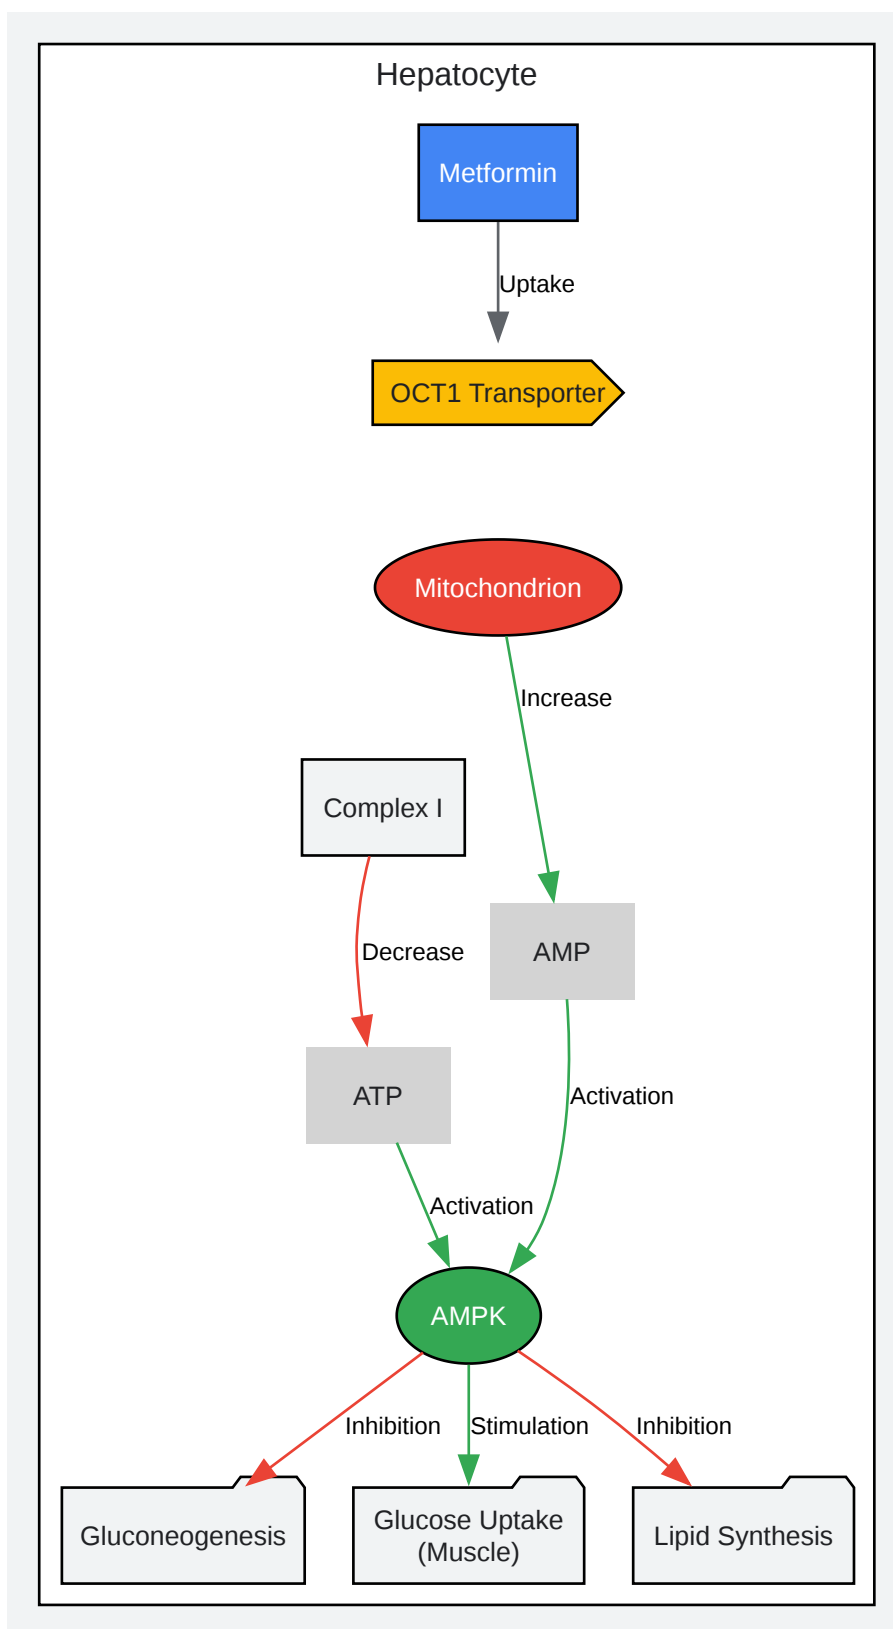 Hepatocyte
Metformin
Uptake
OCT1 Transporter
Mitochondrion
Increase
Complex I
Decrease
AMP
ATP
Activation
Activation
AMPK
Inhibition
Stimulation
Inhibition
Gluconeogenesis
Glucose Uptake
(Muscle)
Lipid Synthesis